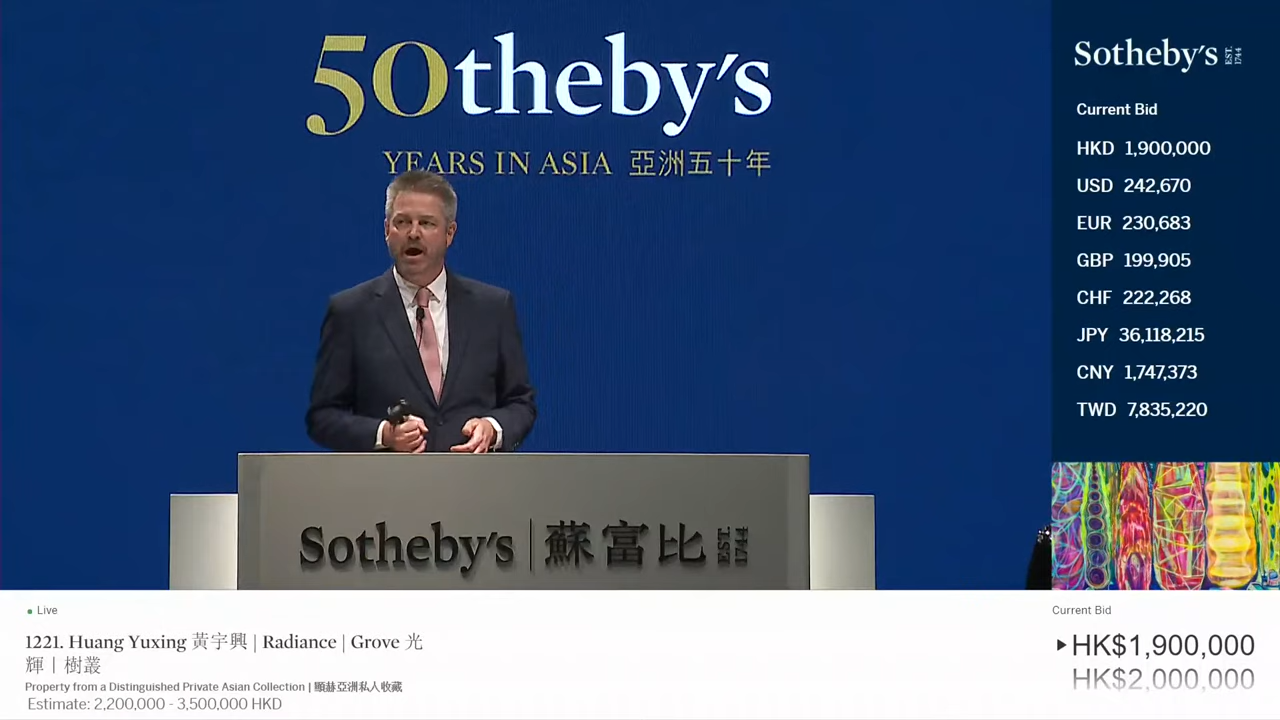 50theby's
YEARS IN ASIA 亞洲五十年
Sotheby's | 蘇富比 EST. 1744
Sotheby's EST. 1744
Current Bid
HKD 1,900,000
USD 242,670
EUR 230,683
GBP 199,905
CHF 222,268
JPY 36,118,215
CNY 1,747,373
TWD 7,835,220
Live
1221. Huang Yuxing 黃宇興 | Radiance | Grove 光
輝丨樹叢
Property from a Distinguished Private Asian Collection | 顯赫亞洲私人收藏
Estimate: 2,200,000 - 3,500,000 HKD
Current Bid
HK$1,900,000
HK$2,000,000